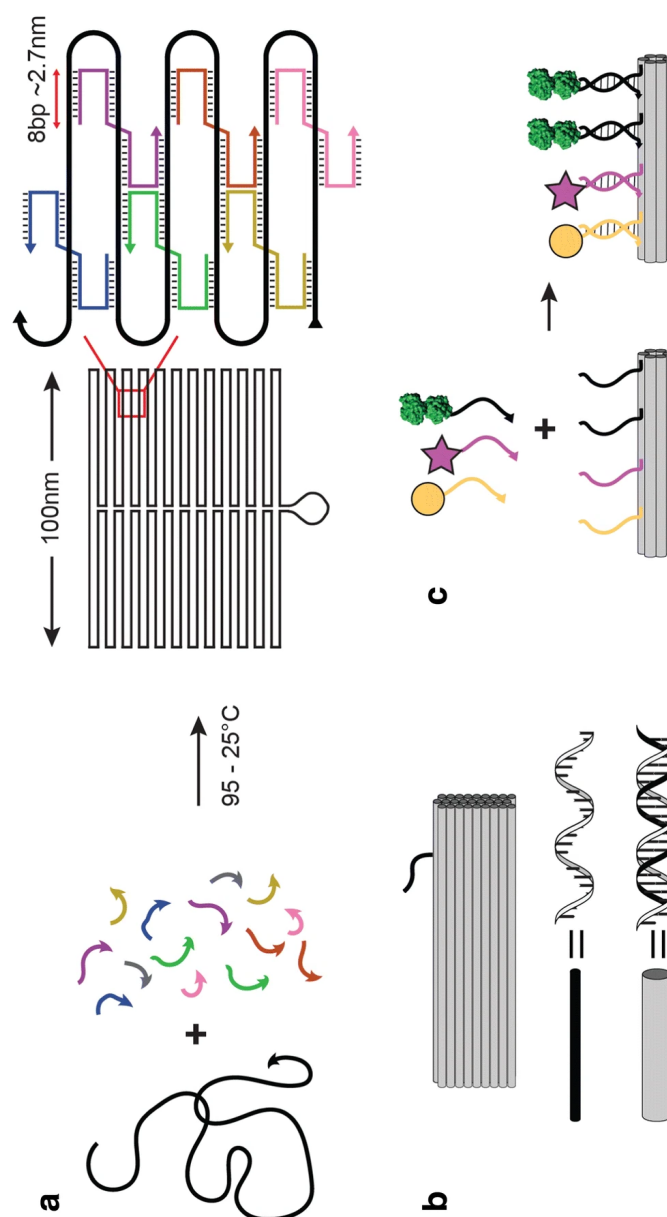 a
+
95 - 25°C
100nm
8bp ~2.7nm
b
=
=
c
+